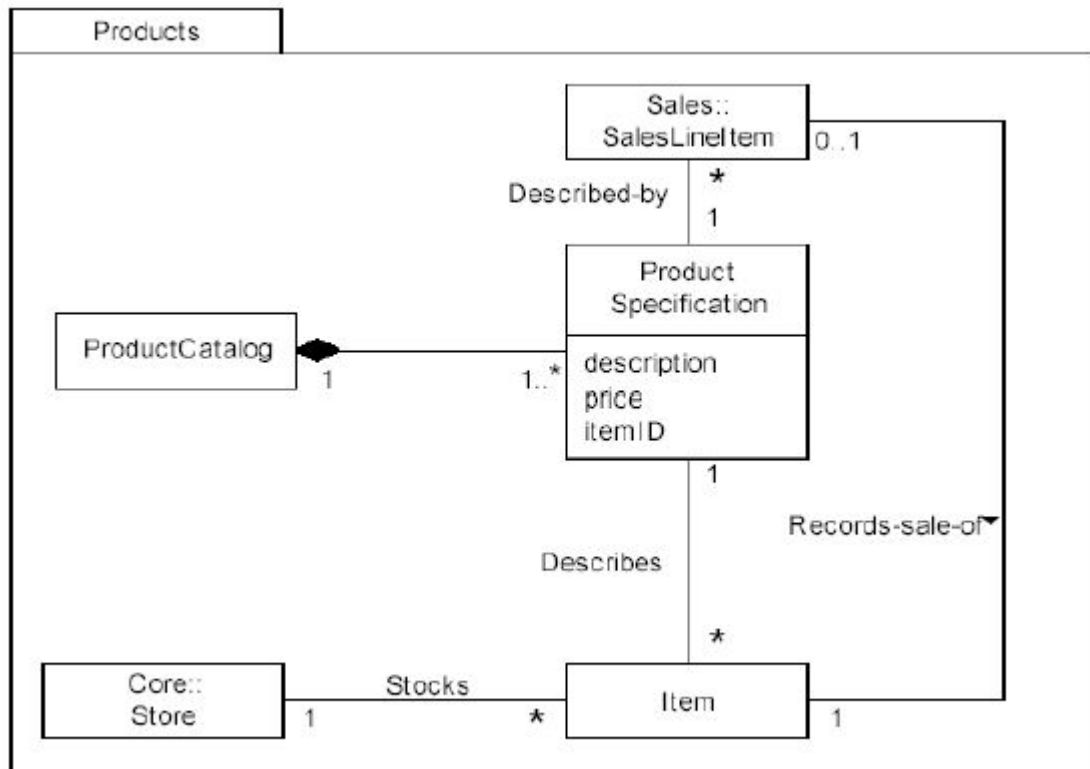 Products
Sales::
SalesLineItem
0..1
*
Described-by
1
Product
Specification
ProductCatalog
1
1..*
description
price
itemID
1
Records-sale-of
Describes
*
Core::
Store
Stocks
1
*
Item
1